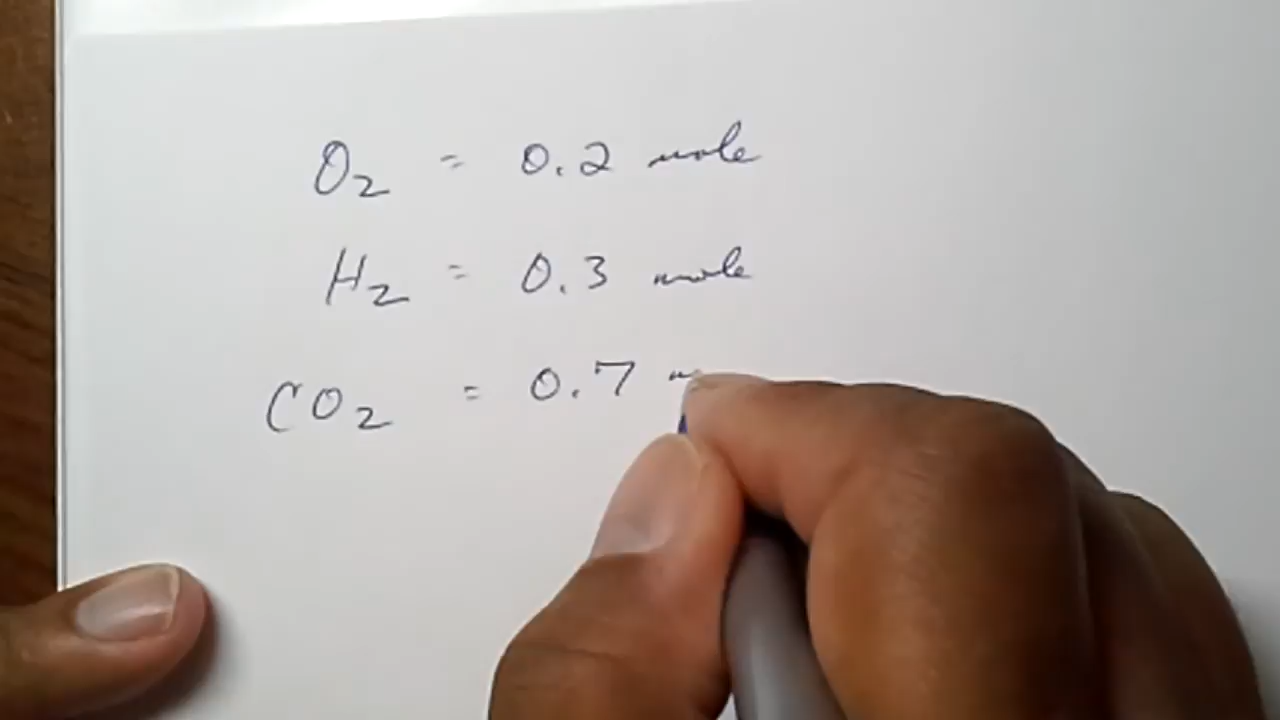 O₂ = 0.2 mole
H₂ = 0.3 mole
CO₂ = 0.7 m